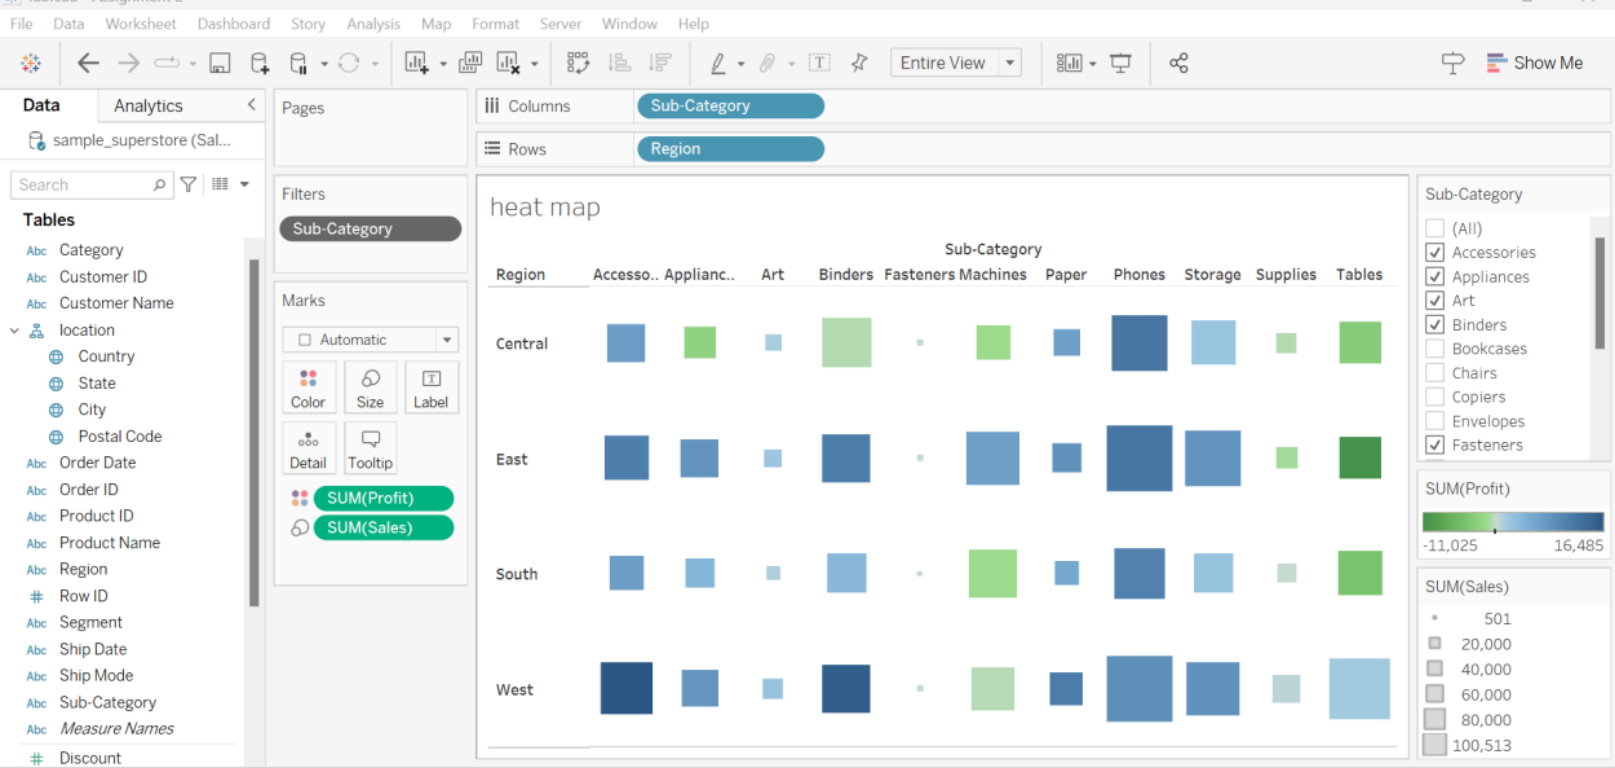 File Data Worksheet Dashboard Story Analysis Map Format Server Window Help
Entire View
Show Me
Data Analytics
sample_superstore (Sal...
Search
Tables
Abc Category
Abc Customer ID
Abc Customer Name
location
Country
State
City
Postal Code
Abc Order Date
Abc Order ID
Abc Product ID
Abc Product Name
Abc Region
# Row ID
Abc Segment
Abc Ship Date
Abc Ship Mode
Abc Sub-Category
Abc Measure Names
# Discount
Pages
Filters
Sub-Category
Marks
Automatic
Color Size Label
Detail Tooltip
SUM(Profit)
SUM(Sales)
Columns Sub-Category
Rows Region
heat map
Sub-Category
Region Accesso.. Applianc.. Art Binders Fasteners Machines Paper Phones Storage Supplies Tables
Central
East
South
West
Sub-Category
(All)
Accessories
Appliances
Art
Binders
Bookcases
Chairs
Copiers
Envelopes
Fasteners
SUM(Profit)
-11,025 16,485
SUM(Sales)
501
20,000
40,000
60,000
80,000
100,513